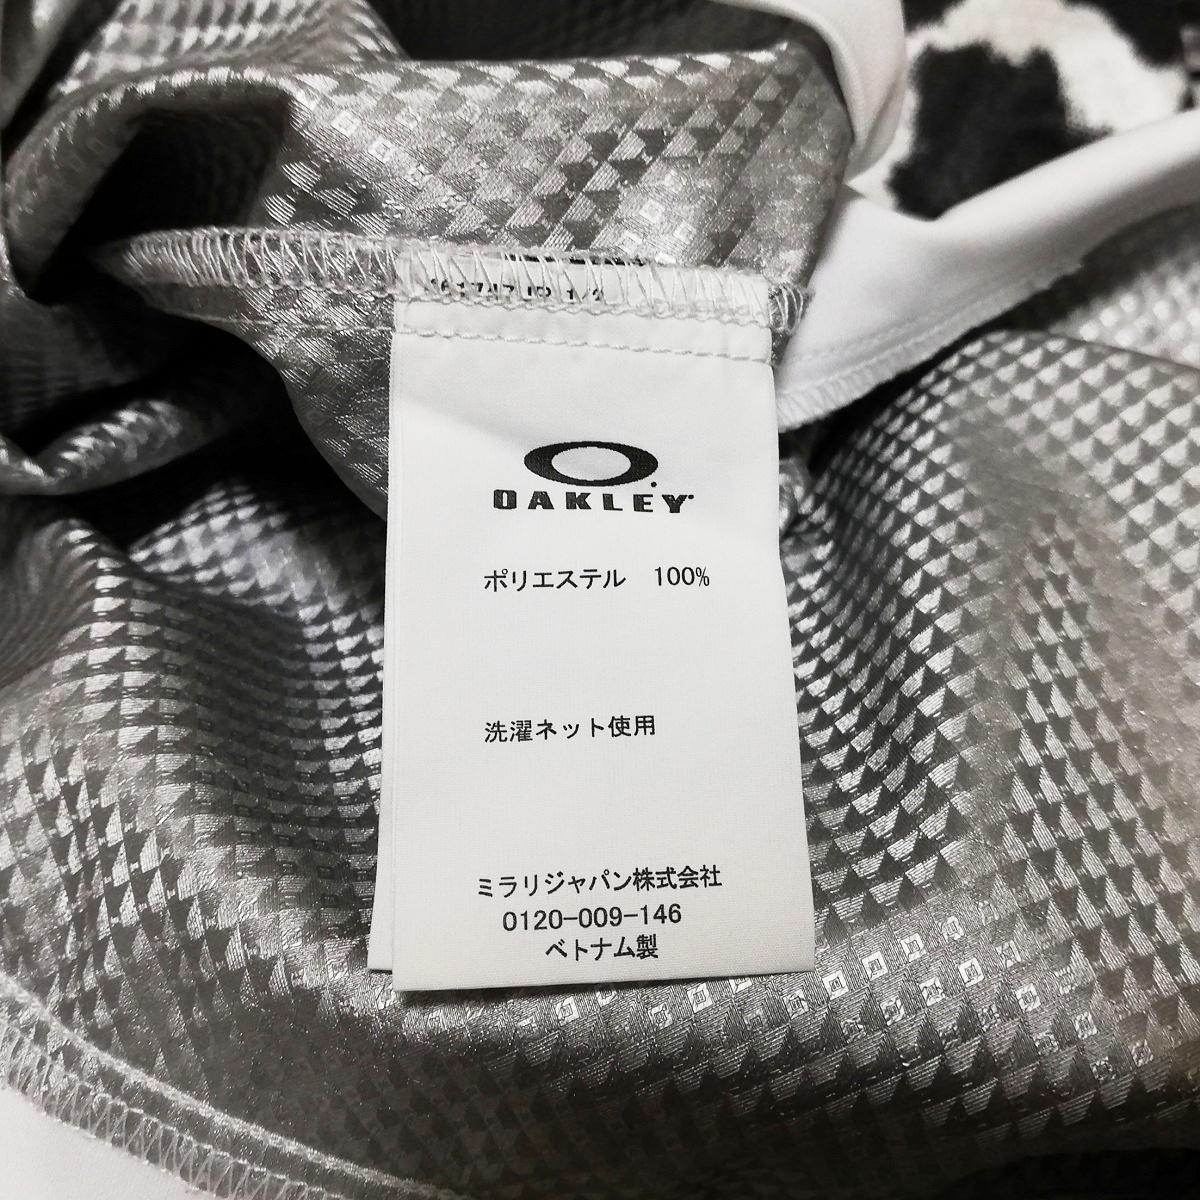 OAKLEY
ポリエステル　100%
洗濯ネット使用
ミラリジャパン株式会社
0120-009-146
ベトナム製